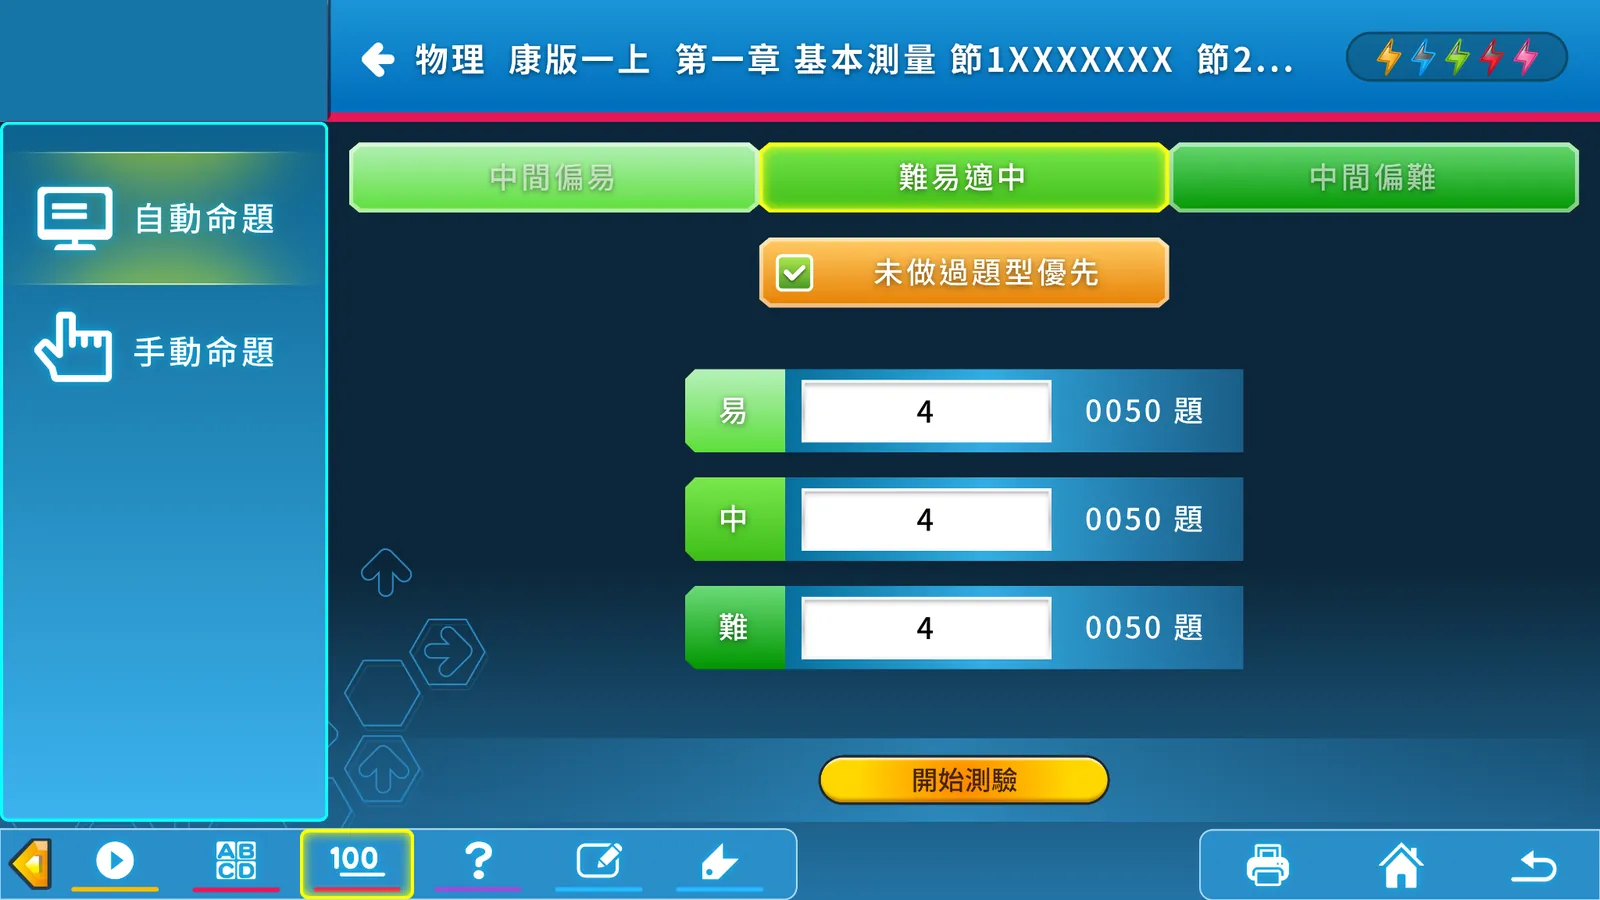 物理 康版一上 第一章 基本測量 節1XXXXXXX 節2...
自動命題
手動命題
中間偏易
難易適中
中間偏難
未做過題型優先
易 4 0050 題
中 4 0050 題
難 4 0050 題
開始測驗
AB
CD
100
?